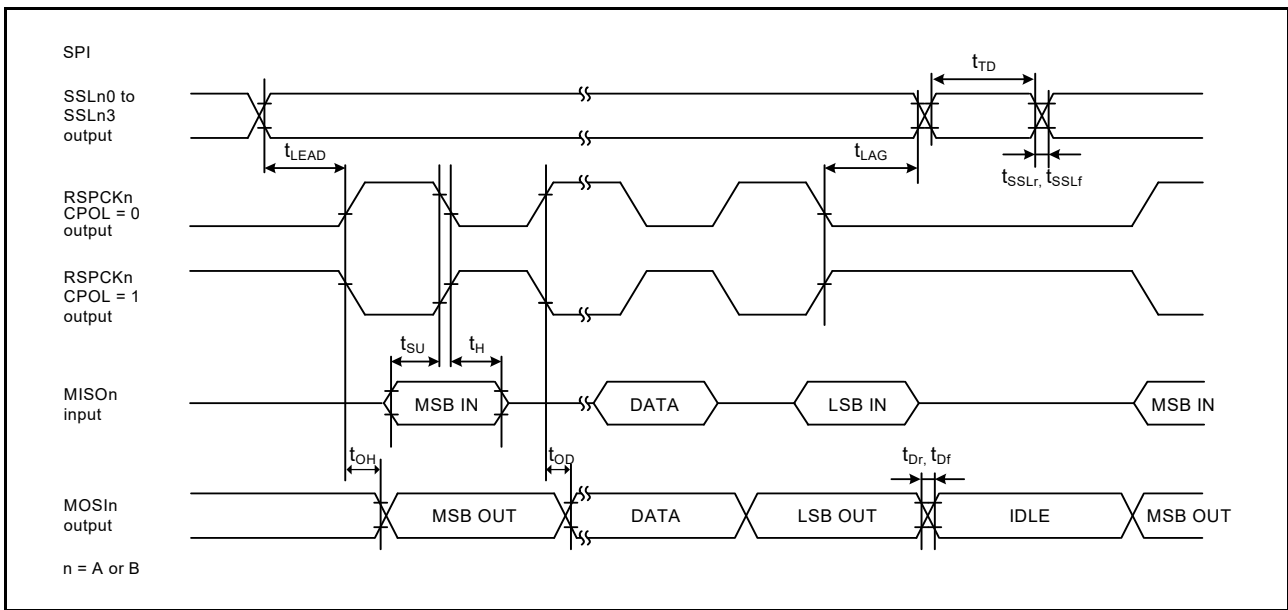 SPI
SSLn0 to
SSLn3
output
tTD
tLEAD
tLAG
tSSLr, tSSLf
RSPCKn
CPOL = 0
output
RSPCKn
CPOL = 1
output
tSU
tH
MISOn
input
MSB IN
DATA
LSB IN
MSB IN
tOH
tOD
tDr, tDf
MOSIn
output
MSB OUT
DATA
LSB OUT
IDLE
MSB OUT
n = A or B